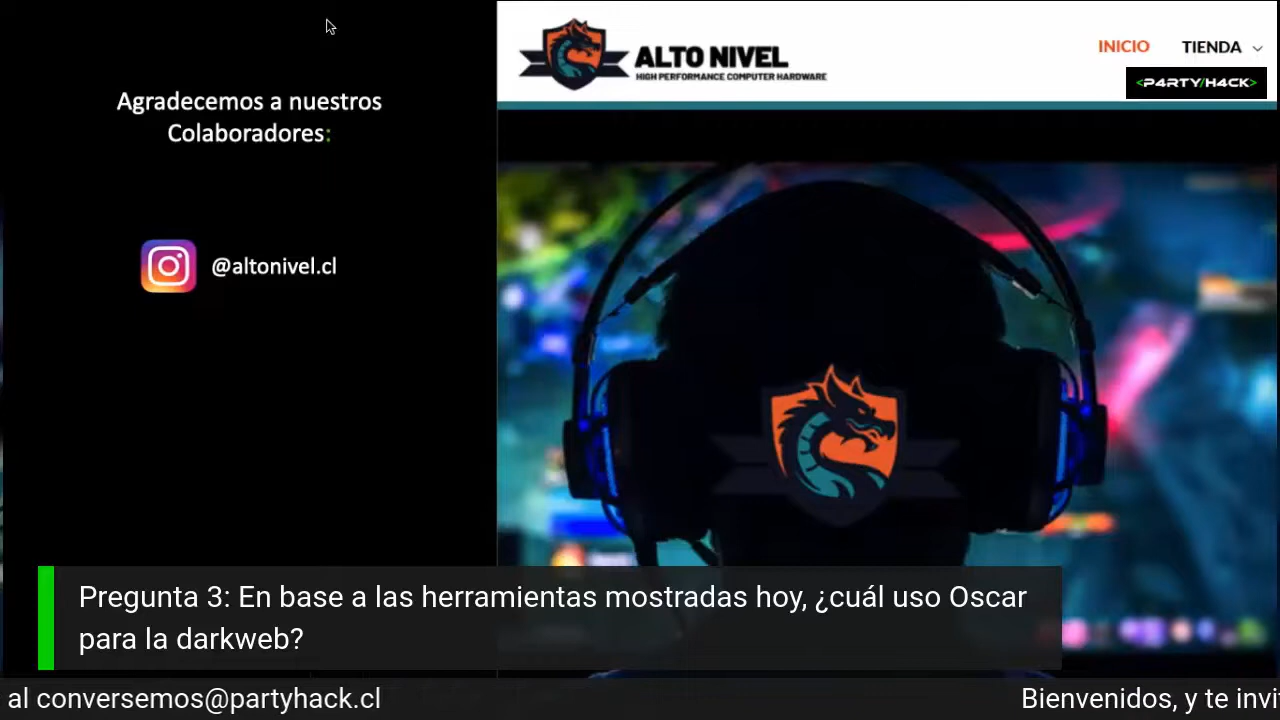 Agradecemos a nuestros
Colaboradores:
@altonivel.cl
ALTO NIVEL
HIGH PERFORMANCE COMPUTER HARDWARE
INICIO
TIENDA
<P4RTY/H4CK>
Pregunta 3: En base a las herramientas mostradas hoy, ¿cuál uso Oscar
para la darkweb?
al conversemos@partyhack.cl
Bienvenidos, y te invi